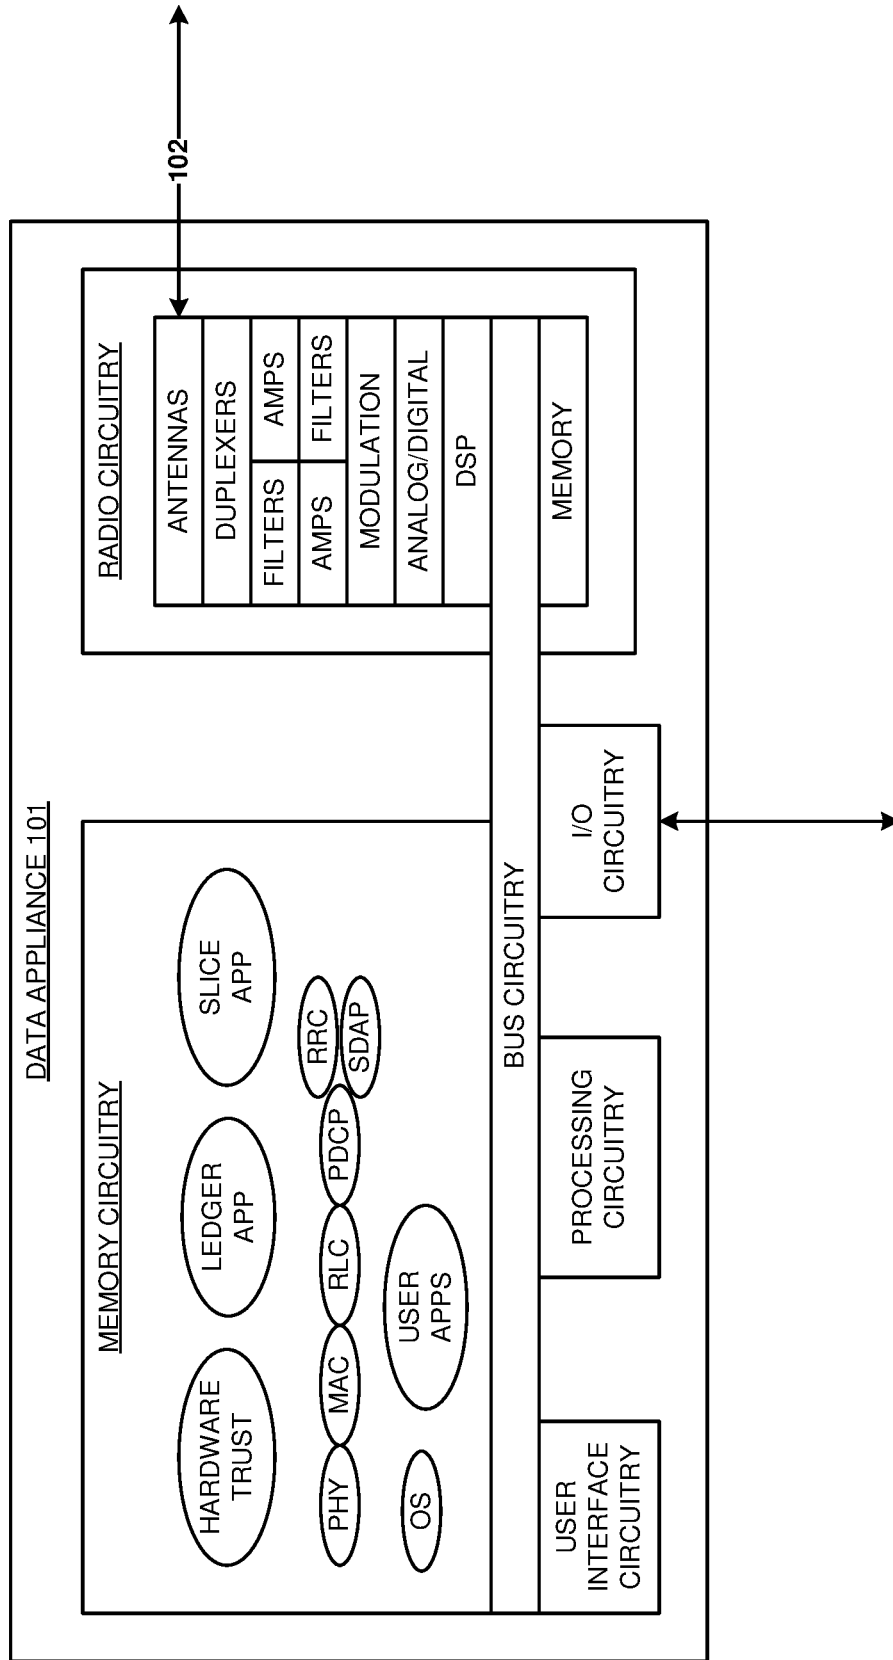 DATA APPLIANCE 101
MEMORY CIRCUITRY
HARDWARE
TRUST
LEDGER
APP
SLICE
APP
PHY
MAC
RLC
PDCP
RRC
SDAP
OS
USER
APPS
RADIO CIRCUITRY
ANTENNAS
DUPLEXERS
FILTERS
AMPS
AMPS
FILTERS
MODULATION
ANALOG/DIGITAL
DSP
MEMORY
102
BUS CIRCUITRY
USER
INTERFACE
CIRCUITRY
PROCESSING
CIRCUITRY
I/O
CIRCUITRY